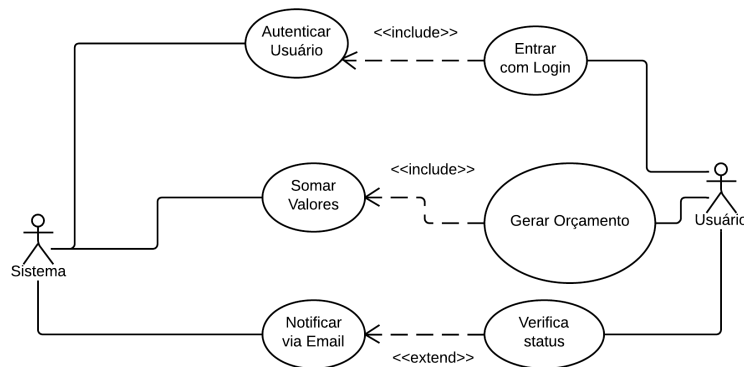 Autenticar
Usuário
<<include>>
Entrar
com Login
<<include>>
Somar
Valores
Gerar Orçamento
Usuário
Sistema
Notificar
via Email
Verifica
status
<<extend>>